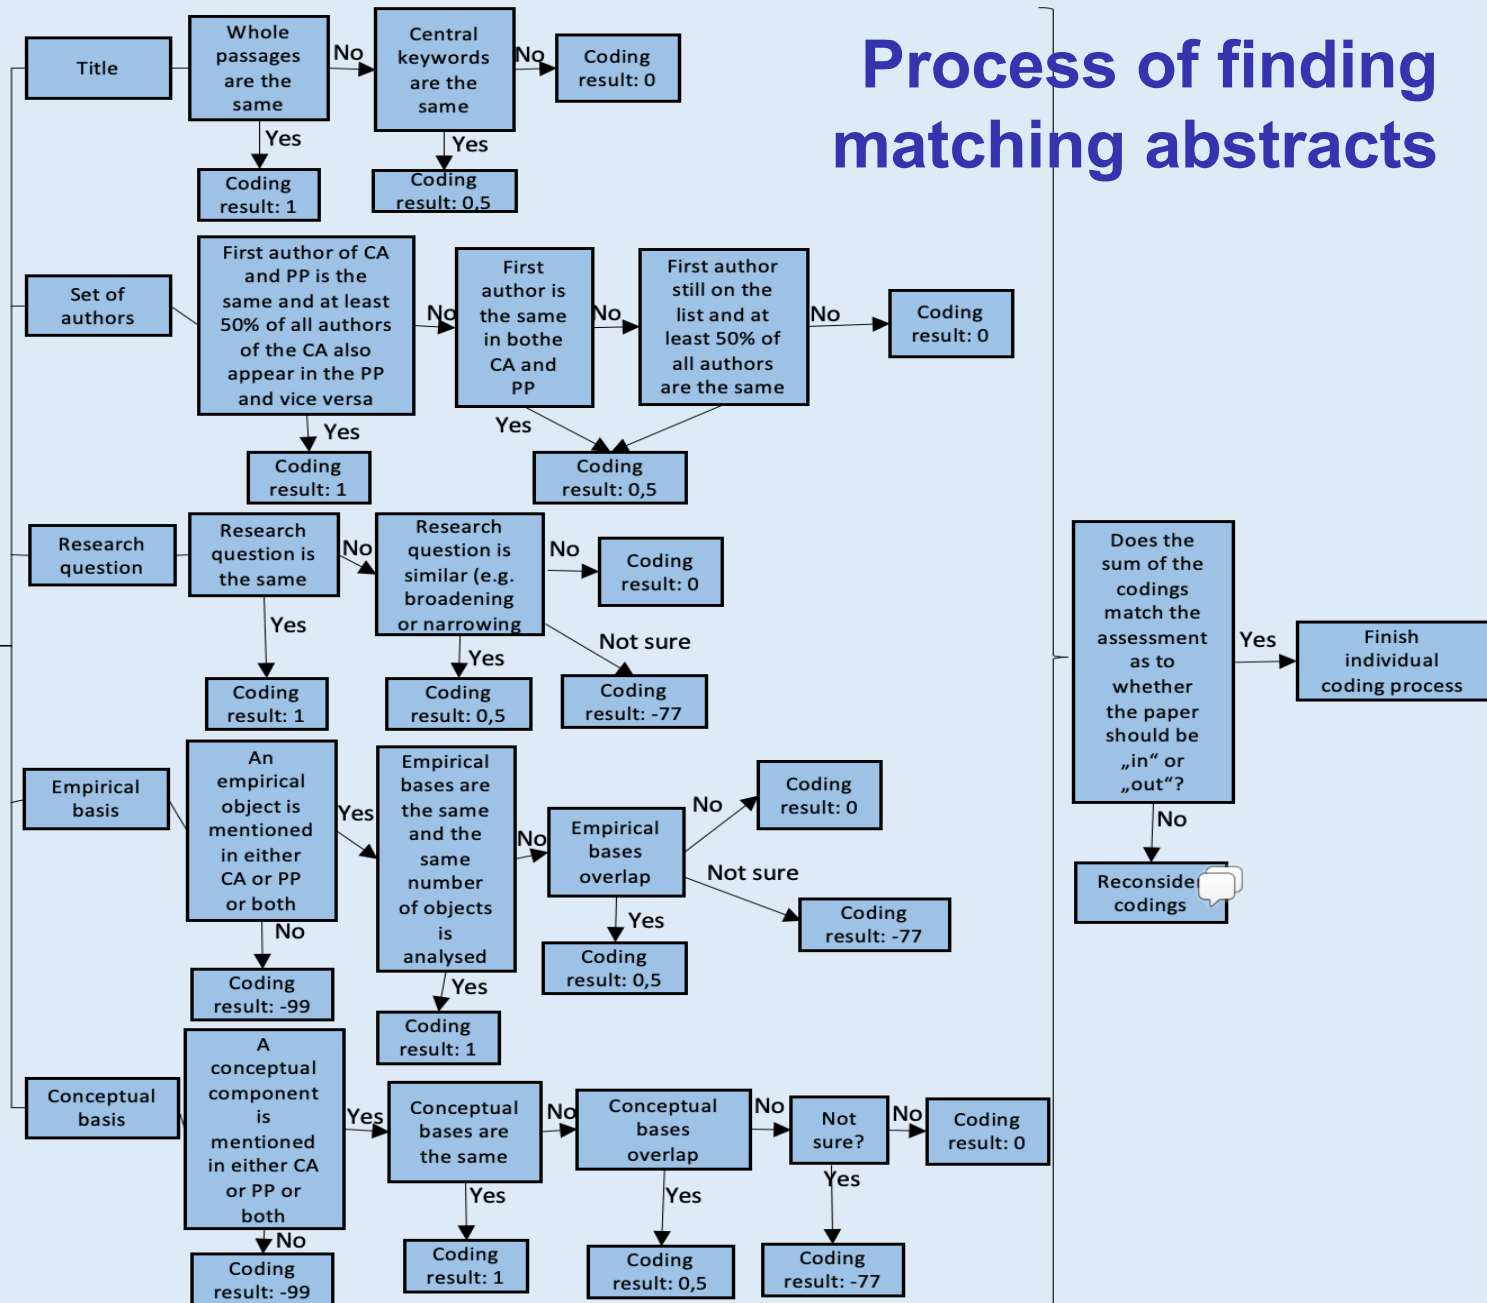 Process of finding
matching abstracts
Title
Whole
passages
are the
same
No
Central
keywords
are the
same
No
Coding
result: 0
Yes
Coding
result: 1
Yes
Coding
result: 0,5
Set of
authors
First author of CA
and PP is the
same and at least
50% of all authors
of the CA also
appear in the PP
and vice versa
No
First
author is
the same
in bothe
CA and
PP
No
First author
still on the
list and at
least 50% of
all authors
are the same
No
Coding
result: 0
Yes
Coding
result: 1
Yes
Coding
result: 0,5
Research
question
Research
question is
the same
No
Research
question is
similar (e.g.
broadening
or narrowing
No
Coding
result: 0
Yes
Coding
result: 1
Yes
Coding
result: 0,5
Not sure
Coding
result: -77
Empirical
basis
An
empirical
object is
mentioned
in either
CA or PP
or both
Yes
Empirical
bases are
the same
and the
same
number
of objects
is
analysed
No
Empirical
bases
overlap
No
Coding
result: 0
Not sure
Coding
result: -77
Yes
Coding
result: 0,5
No
Coding
result: -99
Yes
Coding
result: 1
Conceptual
basis
A
conceptual
component
is
mentioned
in either CA
or PP or
both
Yes
Conceptual
bases are
the same
No
Conceptual
bases
overlap
No
Not
sure?
No
Coding
result: 0
No
Coding
result: -99
Yes
Coding
result: 1
Yes
Coding
result: 0,5
Yes
Coding
result: -77
Does the
sum of the
codings
match the
assessment
as to
whether
the paper
should be
„in“ or
„out“?
Yes
Finish
individual
coding process
No
Reconsider
codings